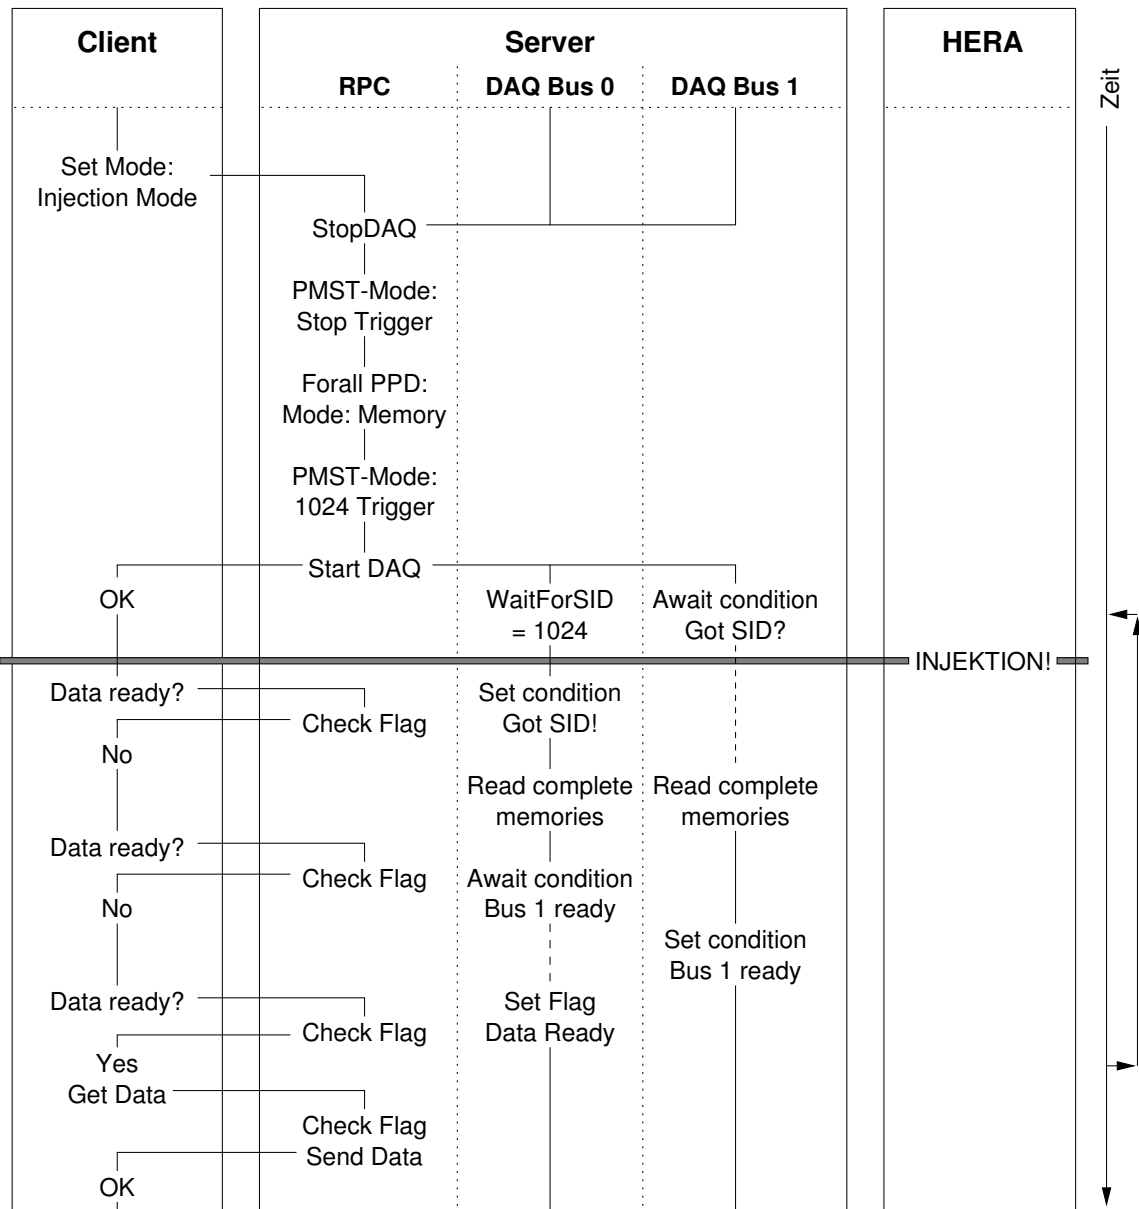 Client
Server
HERA
RPC
DAQ Bus 0
DAQ Bus 1
Zeit
Set Mode:
Injection Mode
StopDAQ
PMST-Mode:
Stop Trigger
Forall PPD:
Mode: Memory
PMST-Mode:
1024 Trigger
Start DAQ
OK
WaitForSID
= 1024
Await condition
Got SID?
INJEKTION!
Data ready?
Set condition
Got SID!
Check Flag
No
Read complete
memories
Read complete
memories
Data ready?
Check Flag
Await condition
Bus 1 ready
No
Set condition
Bus 1 ready
Data ready?
Set Flag
Data Ready
Check Flag
Yes
Get Data
Check Flag
Send Data
OK